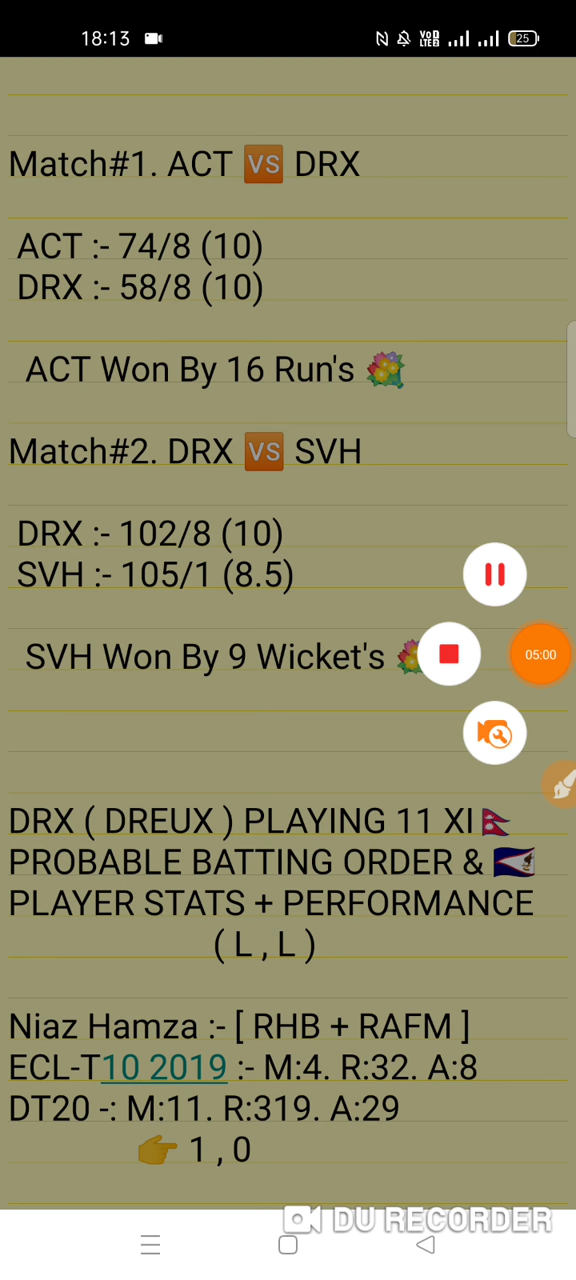 18:13 VoD LTE2 25
Match#1. ACT 🆚 DRX
ACT :- 74/8 (10)
DRX :- 58/8 (10)
ACT Won By 16 Run's 💐
Match#2. DRX 🆚 SVH
DRX :- 102/8 (10)
SVH :- 105/1 (8.5)
SVH Won By 9 Wicket's 💐
05:00
DRX ( DREUX ) PLAYING 11 XI🇳🇵
PROBABLE BATTING ORDER & 🇦🇸
PLAYER STATS + PERFORMANCE
( L , L )
Niaz Hamza :- [ RHB + RAFM ]
ECL-T10 2019 :- M:4. R:32. A:8
DT20 -: M:11. R:319. A:29
👉 1 , 0
DU RECORDER